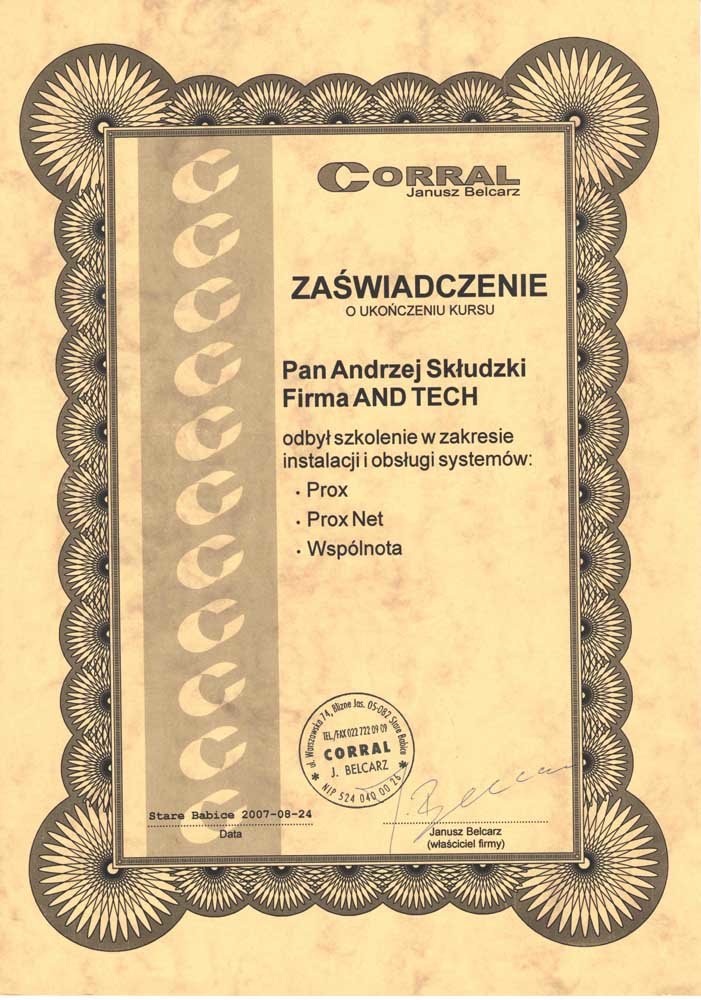 CORRAL
Janusz Belcarz
ZAŚWIADCZENIE
O UKOŃCZENIU KURSU
Pan Andrzej Skłudzki
Firma AND TECH
odbył szkolenie w zakresie
instalacji i obsługi systemów:
• Prox
• Prox Net
• Wspólnota
ul. Warszawska 74, Blizne Jas. 05-082 Stare Babice
TEL./FAX 022 722 09 09
CORRAL
J. BELCARZ
* NIP 524 040 00 26 *
J. Belcarz
Stare Babice 2007-08-24
Data
Janusz Belcarz
(właściciel firmy)